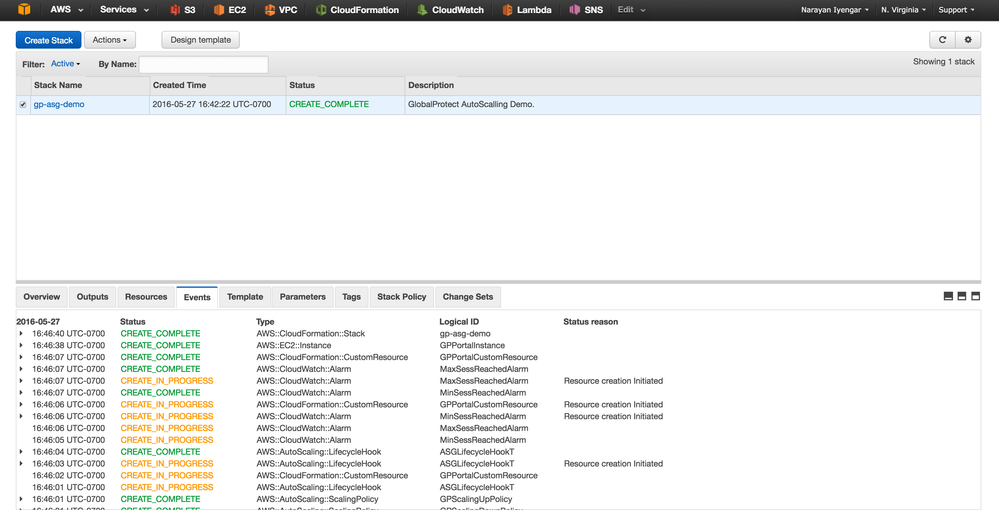 AWS Services S3 EC2 VPC CloudFormation CloudWatch Lambda SNS Edit Narayan Iyengar N. Virginia Support
Create Stack Actions Design template
Filter: Active By Name: Showing 1 stack
Stack Name Created Time Status Description
gp-asg-demo 2016-05-27 16:42:22 UTC-0700 CREATE_COMPLETE GlobalProtect AutoScalling Demo.
Overview Outputs Resources Events Template Parameters Tags Stack Policy Change Sets
2016-05-27 Status Type Logical ID Status reason
16:46:40 UTC-0700 CREATE_COMPLETE AWS::CloudFormation::Stack gp-asg-demo
16:46:38 UTC-0700 CREATE_COMPLETE AWS::EC2::Instance GPPortalInstance
16:46:07 UTC-0700 CREATE_COMPLETE AWS::CloudFormation::CustomResource GPPortalCustomResource
16:46:07 UTC-0700 CREATE_COMPLETE AWS::CloudWatch::Alarm MaxSessReachedAlarm
16:46:07 UTC-0700 CREATE_IN_PROGRESS AWS::CloudWatch::Alarm MaxSessReachedAlarm Resource creation Initiated
16:46:07 UTC-0700 CREATE_COMPLETE AWS::CloudWatch::Alarm MinSessReachedAlarm
16:46:06 UTC-0700 CREATE_IN_PROGRESS AWS::CloudFormation::CustomResource GPPortalCustomResource Resource creation Initiated
16:46:06 UTC-0700 CREATE_IN_PROGRESS AWS::CloudWatch::Alarm MinSessReachedAlarm Resource creation Initiated
16:46:06 UTC-0700 CREATE_IN_PROGRESS AWS::CloudWatch::Alarm MaxSessReachedAlarm
16:46:05 UTC-0700 CREATE_IN_PROGRESS AWS::CloudWatch::Alarm MinSessReachedAlarm
16:46:04 UTC-0700 CREATE_COMPLETE AWS::AutoScaling::LifecycleHook ASGLifecycleHookT
16:46:03 UTC-0700 CREATE_IN_PROGRESS AWS::AutoScaling::LifecycleHook ASGLifecycleHookT Resource creation Initiated
16:46:02 UTC-0700 CREATE_IN_PROGRESS AWS::CloudFormation::CustomResource GPPortalCustomResource
16:46:01 UTC-0700 CREATE_IN_PROGRESS AWS::AutoScaling::LifecycleHook ASGLifecycleHookT
16:46:01 UTC-0700 CREATE_COMPLETE AWS::AutoScaling::ScalingPolicy GPScalingUpPolicy
16:46:01 UTC-0700 CREATE_COMPLETE AWS::AutoScaling::ScalingPolicy GPScalingDownPolicy